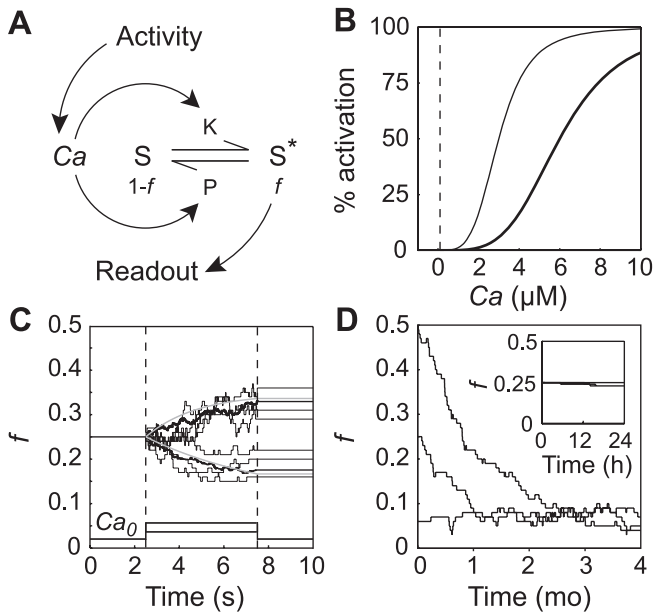 A
Activity
K
Ca
S
S*
1-f
P
f
Readout
B
% activation
100
75
50
25
0
0 2 4 6 8 10
Ca (µM)
C
f
0.5
0.4
0.3
0.2
0.1
0
Ca0
0 2 4 6 8 10
Time (s)
D
f
0.5
0.4
0.3
0.2
0.1
0
0 1 2 3 4
Time (mo)
f
0.5
0.25
0
0 12 24
Time (h)